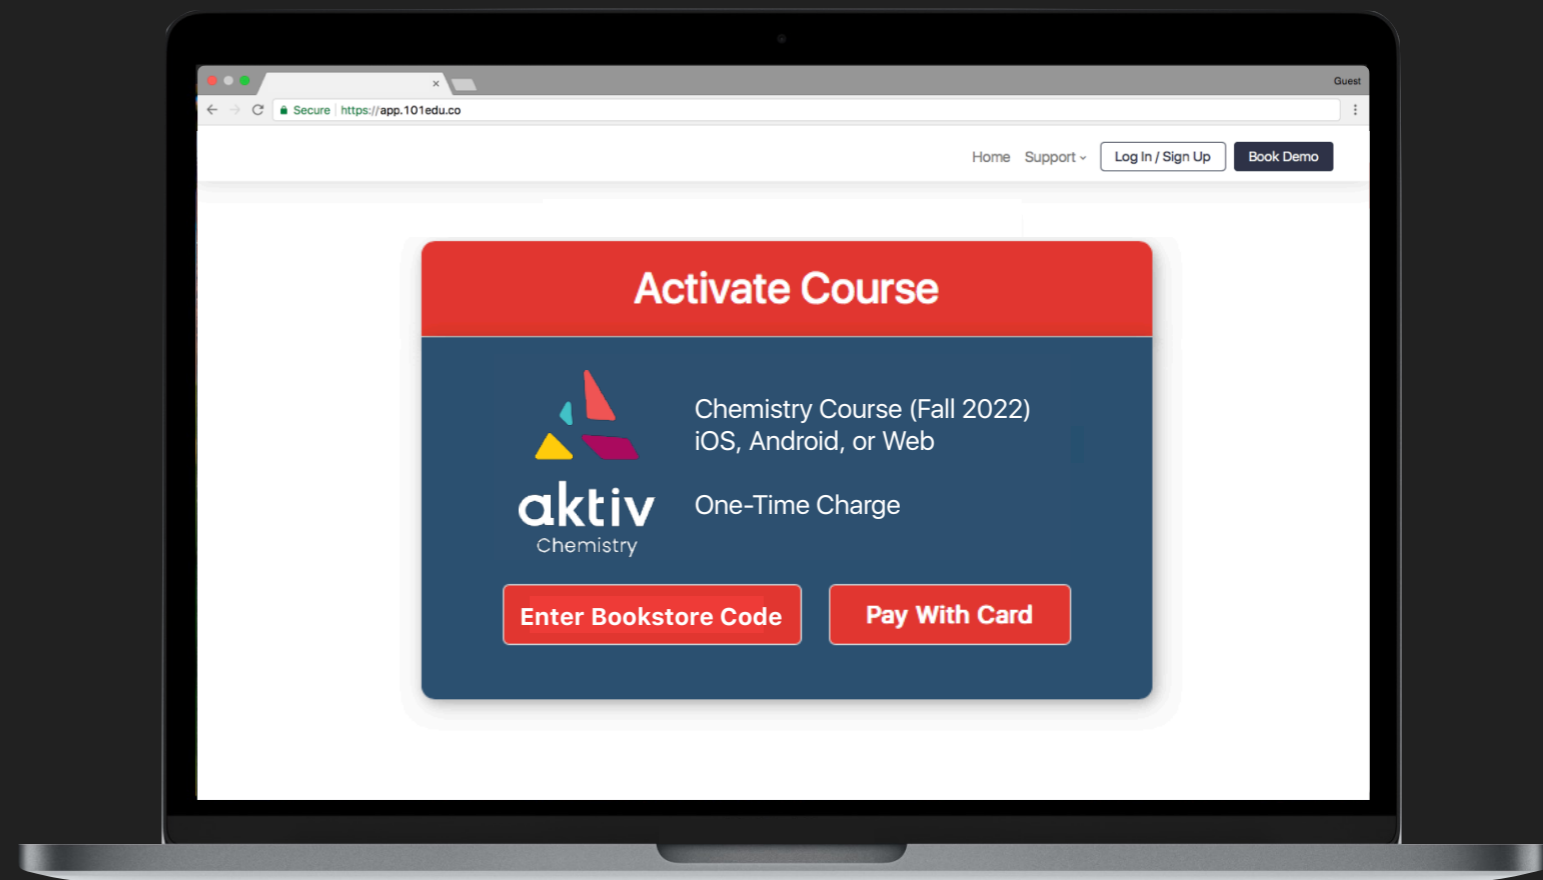 Guest
Secure https://app.101edu.co
Home Support Log In / Sign Up Book Demo
Activate Course
Chemistry Course (Fall 2022)
iOS, Android, or Web
One-Time Charge
aktiv
Chemistry
Enter Bookstore Code
Pay With Card